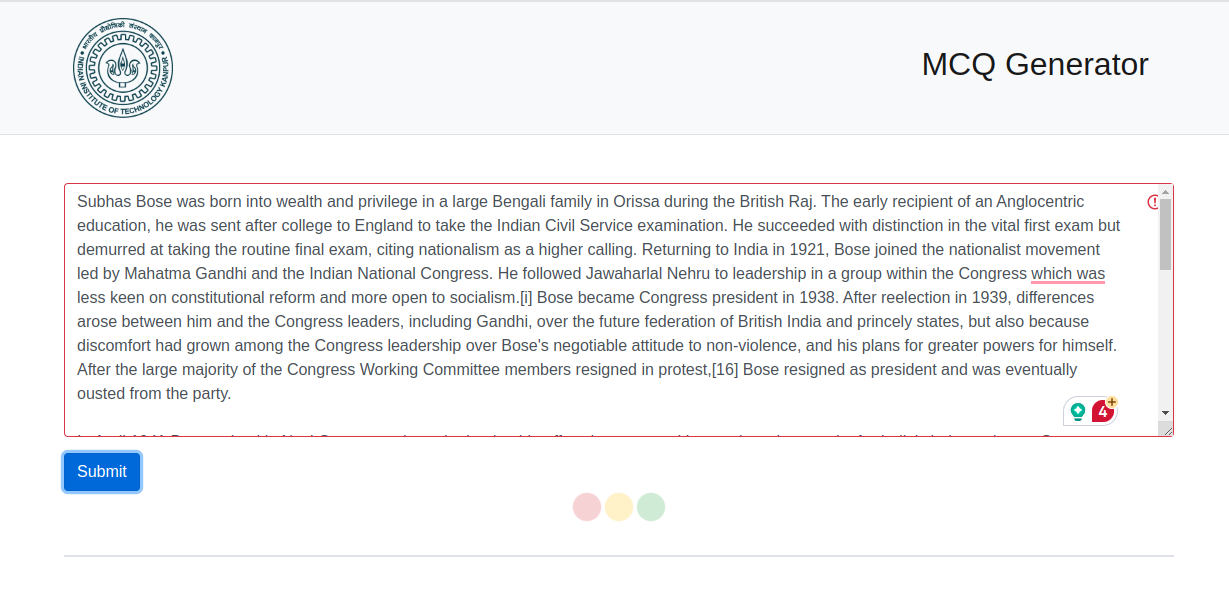 भारतीय प्रौद्योगिकी संस्थान कानपुर
INDIAN INSTITUTE OF TECHNOLOGY KANPUR
MCQ Generator
Subhas Bose was born into wealth and privilege in a large Bengali family in Orissa during the British Raj. The early recipient of an Anglocentric
education, he was sent after college to England to take the Indian Civil Service examination. He succeeded with distinction in the vital first exam but
demurred at taking the routine final exam, citing nationalism as a higher calling. Returning to India in 1921, Bose joined the nationalist movement
led by Mahatma Gandhi and the Indian National Congress. He followed Jawaharlal Nehru to leadership in a group within the Congress which was
less keen on constitutional reform and more open to socialism.[i] Bose became Congress president in 1938. After reelection in 1939, differences
arose between him and the Congress leaders, including Gandhi, over the future federation of British India and princely states, but also because
discomfort had grown among the Congress leadership over Bose's negotiable attitude to non-violence, and his plans for greater powers for himself.
After the large majority of the Congress Working Committee members resigned in protest,[16] Bose resigned as president and was eventually
ousted from the party.
4
Submit